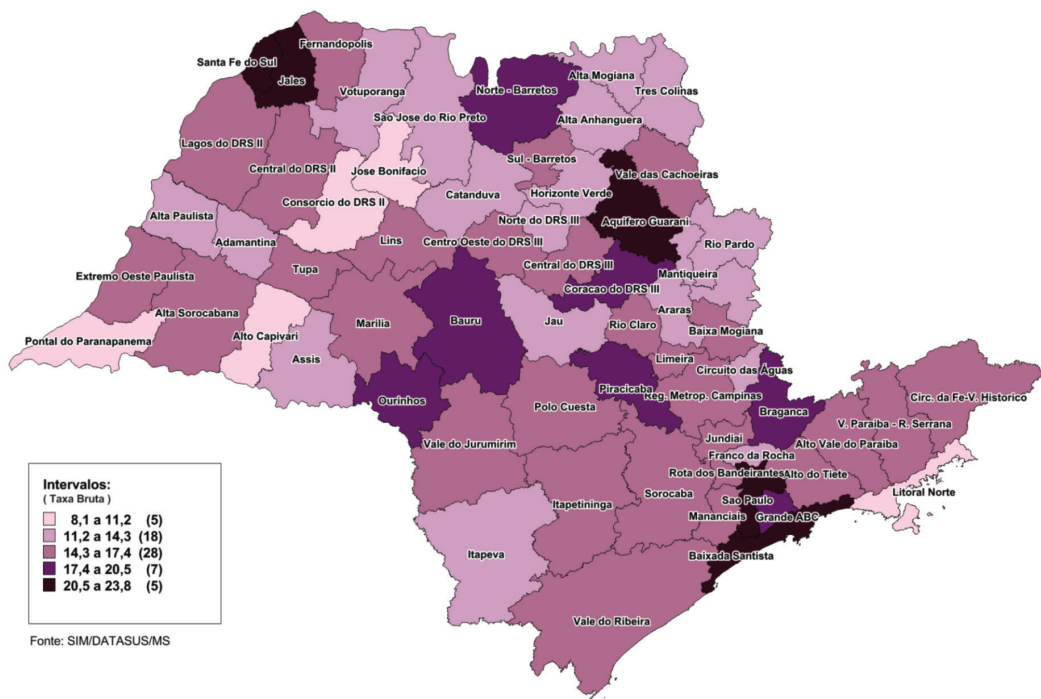 Fernandopolis
Santa Fe do Sul
Jales
Votuporanga
Norte - Barretos
Alta Mogiana
Tres Colinas
Sao Jose do Rio Preto
Alta Anhanguera
Lagos do DRS II
Central do DRS II
Jose Bonifacio
Sul - Barretos
Vale das Cachoeiras
Consorcio do DRS II
Catanduva
Horizonte Verde
Alta Paulista
Norte do DRS III
Aquifero Guarani
Adamantina
Lins
Centro Oeste do DRS III
Rio Pardo
Extremo Oeste Paulista
Tupa
Central do DRS III
Mantiqueira
Coracao do DRS III
Alta Sorocabana
Araras
Marilia
Bauru
Jau
Rio Claro
Baixa Mogiana
Pontal do Paranapanema
Alto Capivari
Assis
Limeira
Circuito das Águas
Ourinhos
Piracicaba
Reg. Metrop. Campinas
Circ. da Fe-V. Historico
Polo Cuesta
Braganca
V. Paraiba - R. Serrana
Vale do Jurumirim
Jundiai
Alto Vale do Paraiba
Franco da Rocha
Rota dos Bandeirantes
Alto do Tiete
Litoral Norte
Itapetininga
Sorocaba
Sao Paulo
Mananciais
Grande ABC
Itapeva
Baixada Santista
Vale do Ribeira
Intervalos:
( Taxa Bruta )
8,1 a 11,2 (5)
11,2 a 14,3 (18)
14,3 a 17,4 (28)
17,4 a 20,5 (7)
20,5 a 23,8 (5)
Fonte: SIM/DATASUS/MS